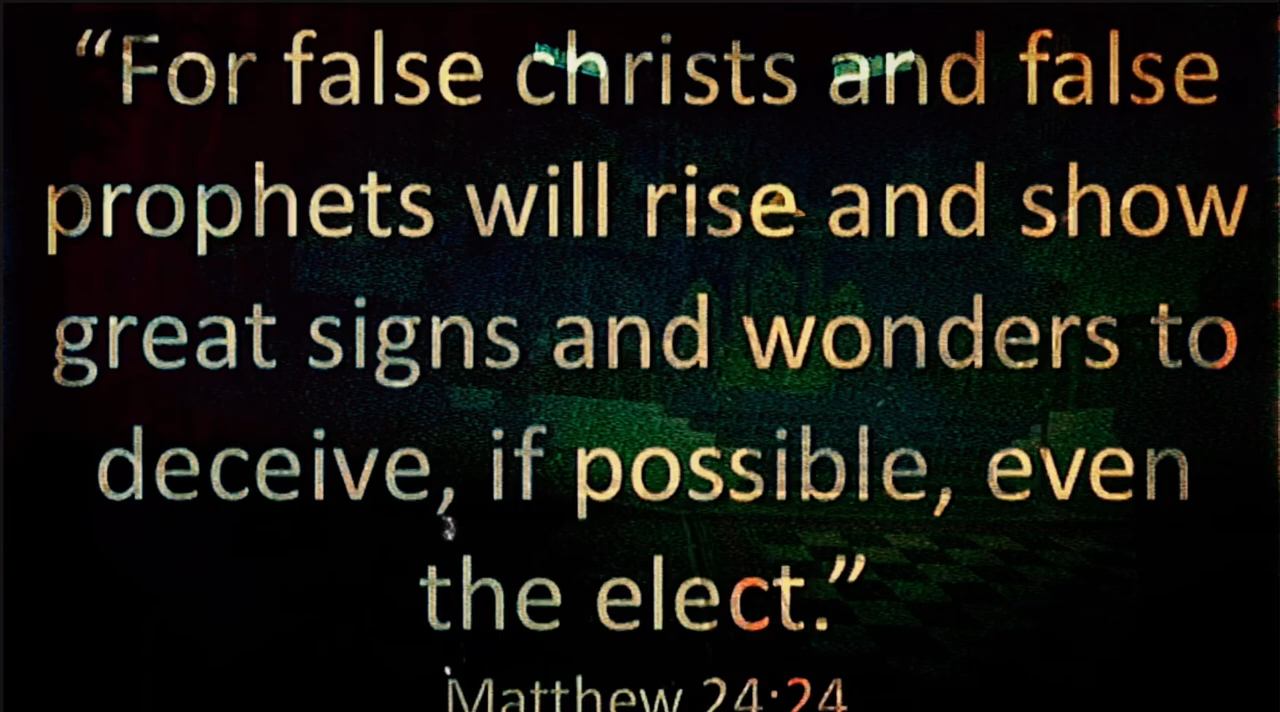 “For false christs and false
prophets will rise and show
great signs and wonders to
deceive, if possible, even
the elect.”
Matthew 24:24